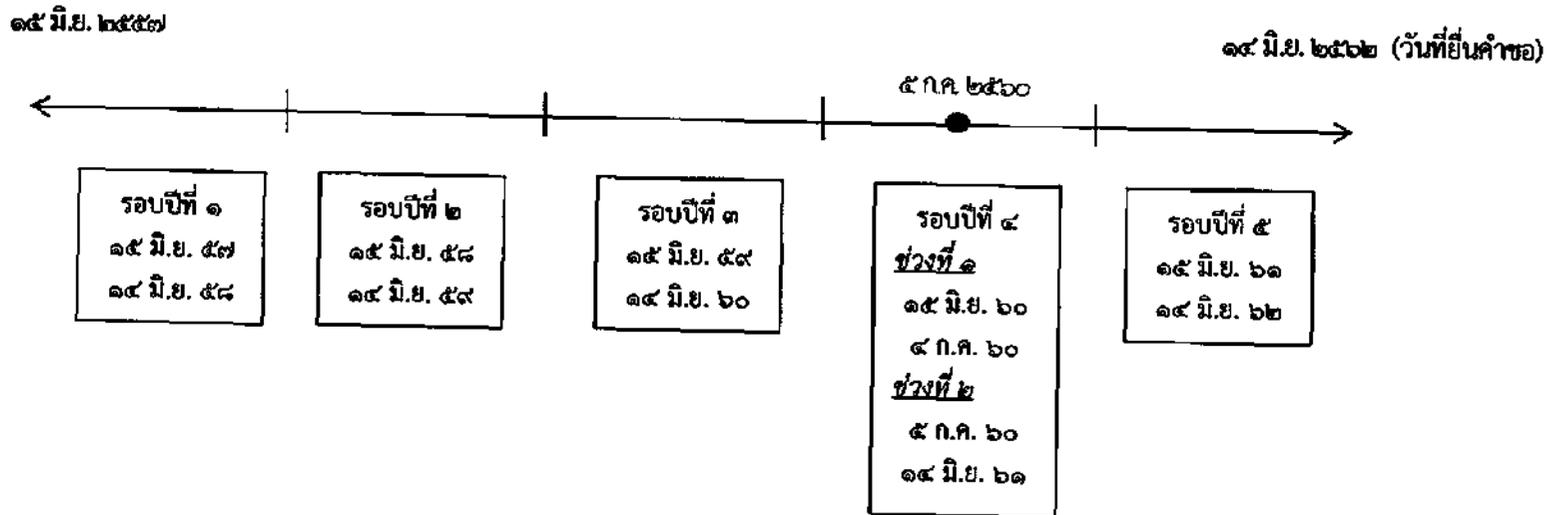 ๑๕ มิ.ย. ๒๕๕๗
๑๔ มิ.ย. ๒๕๖๒ (วันที่ยื่นคำขอ)
๕ ก.ค. ๒๕๖๐
รอบปีที่ ๑
๑๕ มิ.ย. ๕๗
๑๔ มิ.ย. ๕๘
รอบปีที่ ๒
๑๕ มิ.ย. ๕๘
๑๔ มิ.ย. ๕๙
รอบปีที่ ๓
๑๕ มิ.ย. ๕๙
๑๔ มิ.ย. ๖๐
รอบปีที่ ๔
ช่วงที่ ๑
๑๕ มิ.ย. ๖๐
๔ ก.ค. ๖๐
ช่วงที่ ๒
๕ ก.ค. ๖๐
๑๔ มิ.ย. ๖๑
รอบปีที่ ๕
๑๕ มิ.ย. ๖๑
๑๔ มิ.ย. ๖๒